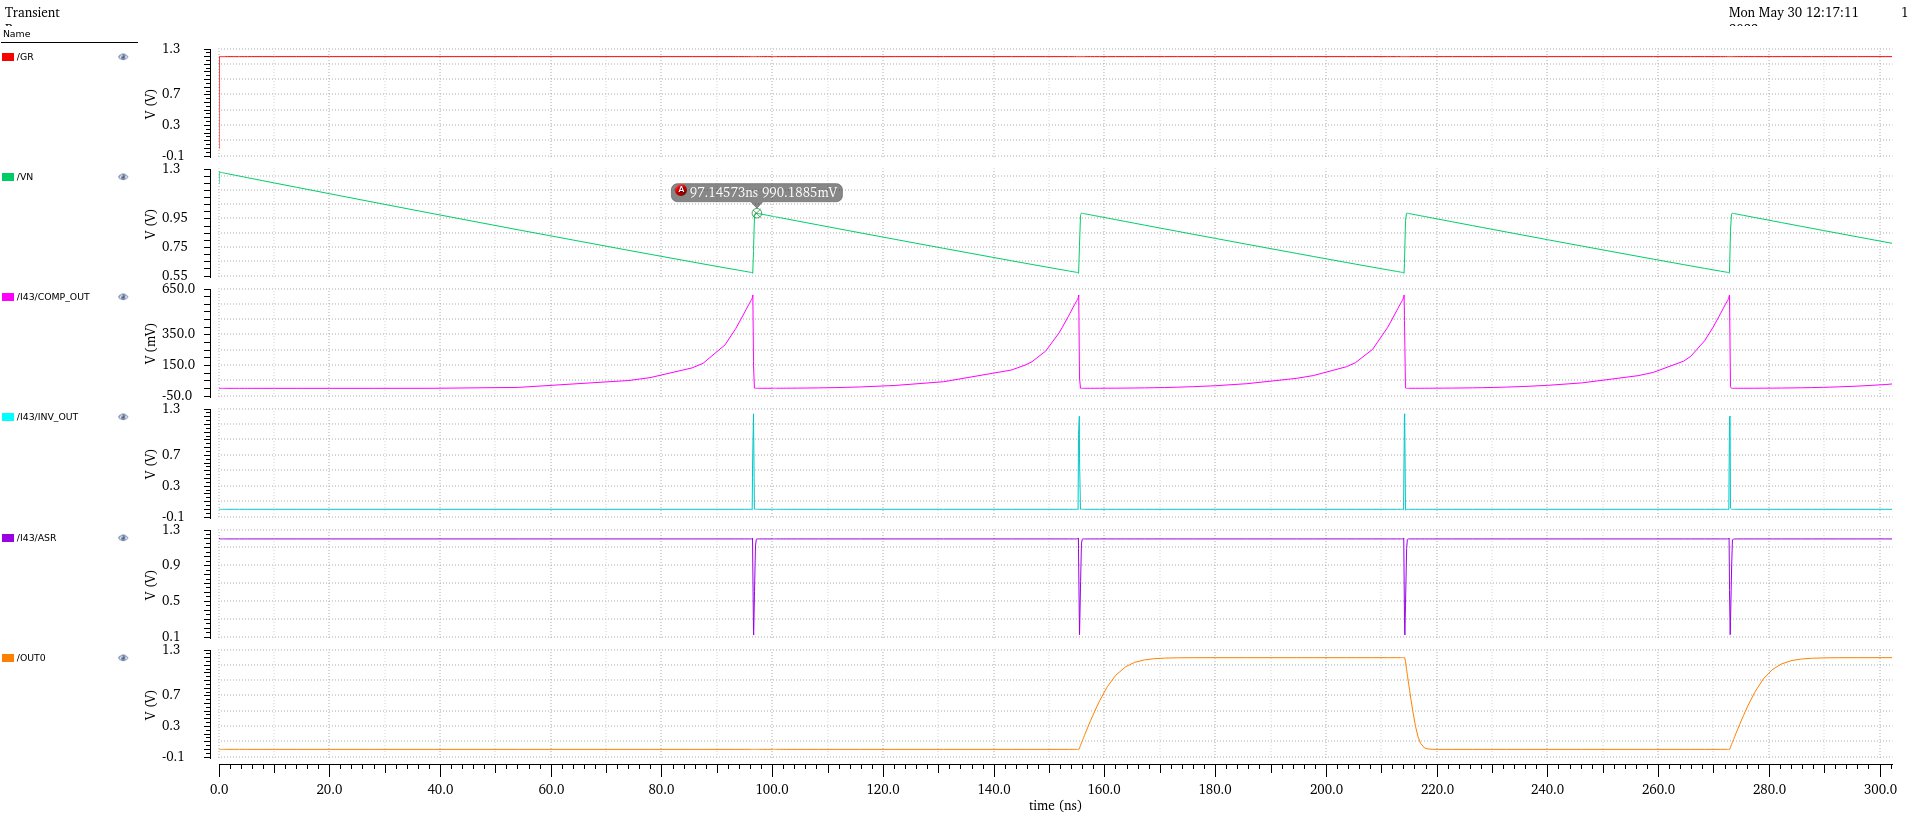 Transient
Mon May 30 12:17:11 1
Name
/GR
V (V)
1.3
0.7
0.3
-0.1
/VN
V (V)
1.3
0.95
0.75
0.55
A 97.14573ns 990.1885mV
/I43/COMP_OUT
V (mV)
650.0
350.0
150.0
-50.0
/I43/INV_OUT
V (V)
1.3
0.7
0.3
-0.1
/I43/ASR
V (V)
1.3
0.9
0.5
0.1
/OUT0
V (V)
1.3
0.7
0.3
-0.1
0.0 20.0 40.0 60.0 80.0 100.0 120.0 140.0 160.0 180.0 200.0 220.0 240.0 260.0 280.0 300.0
time (ns)